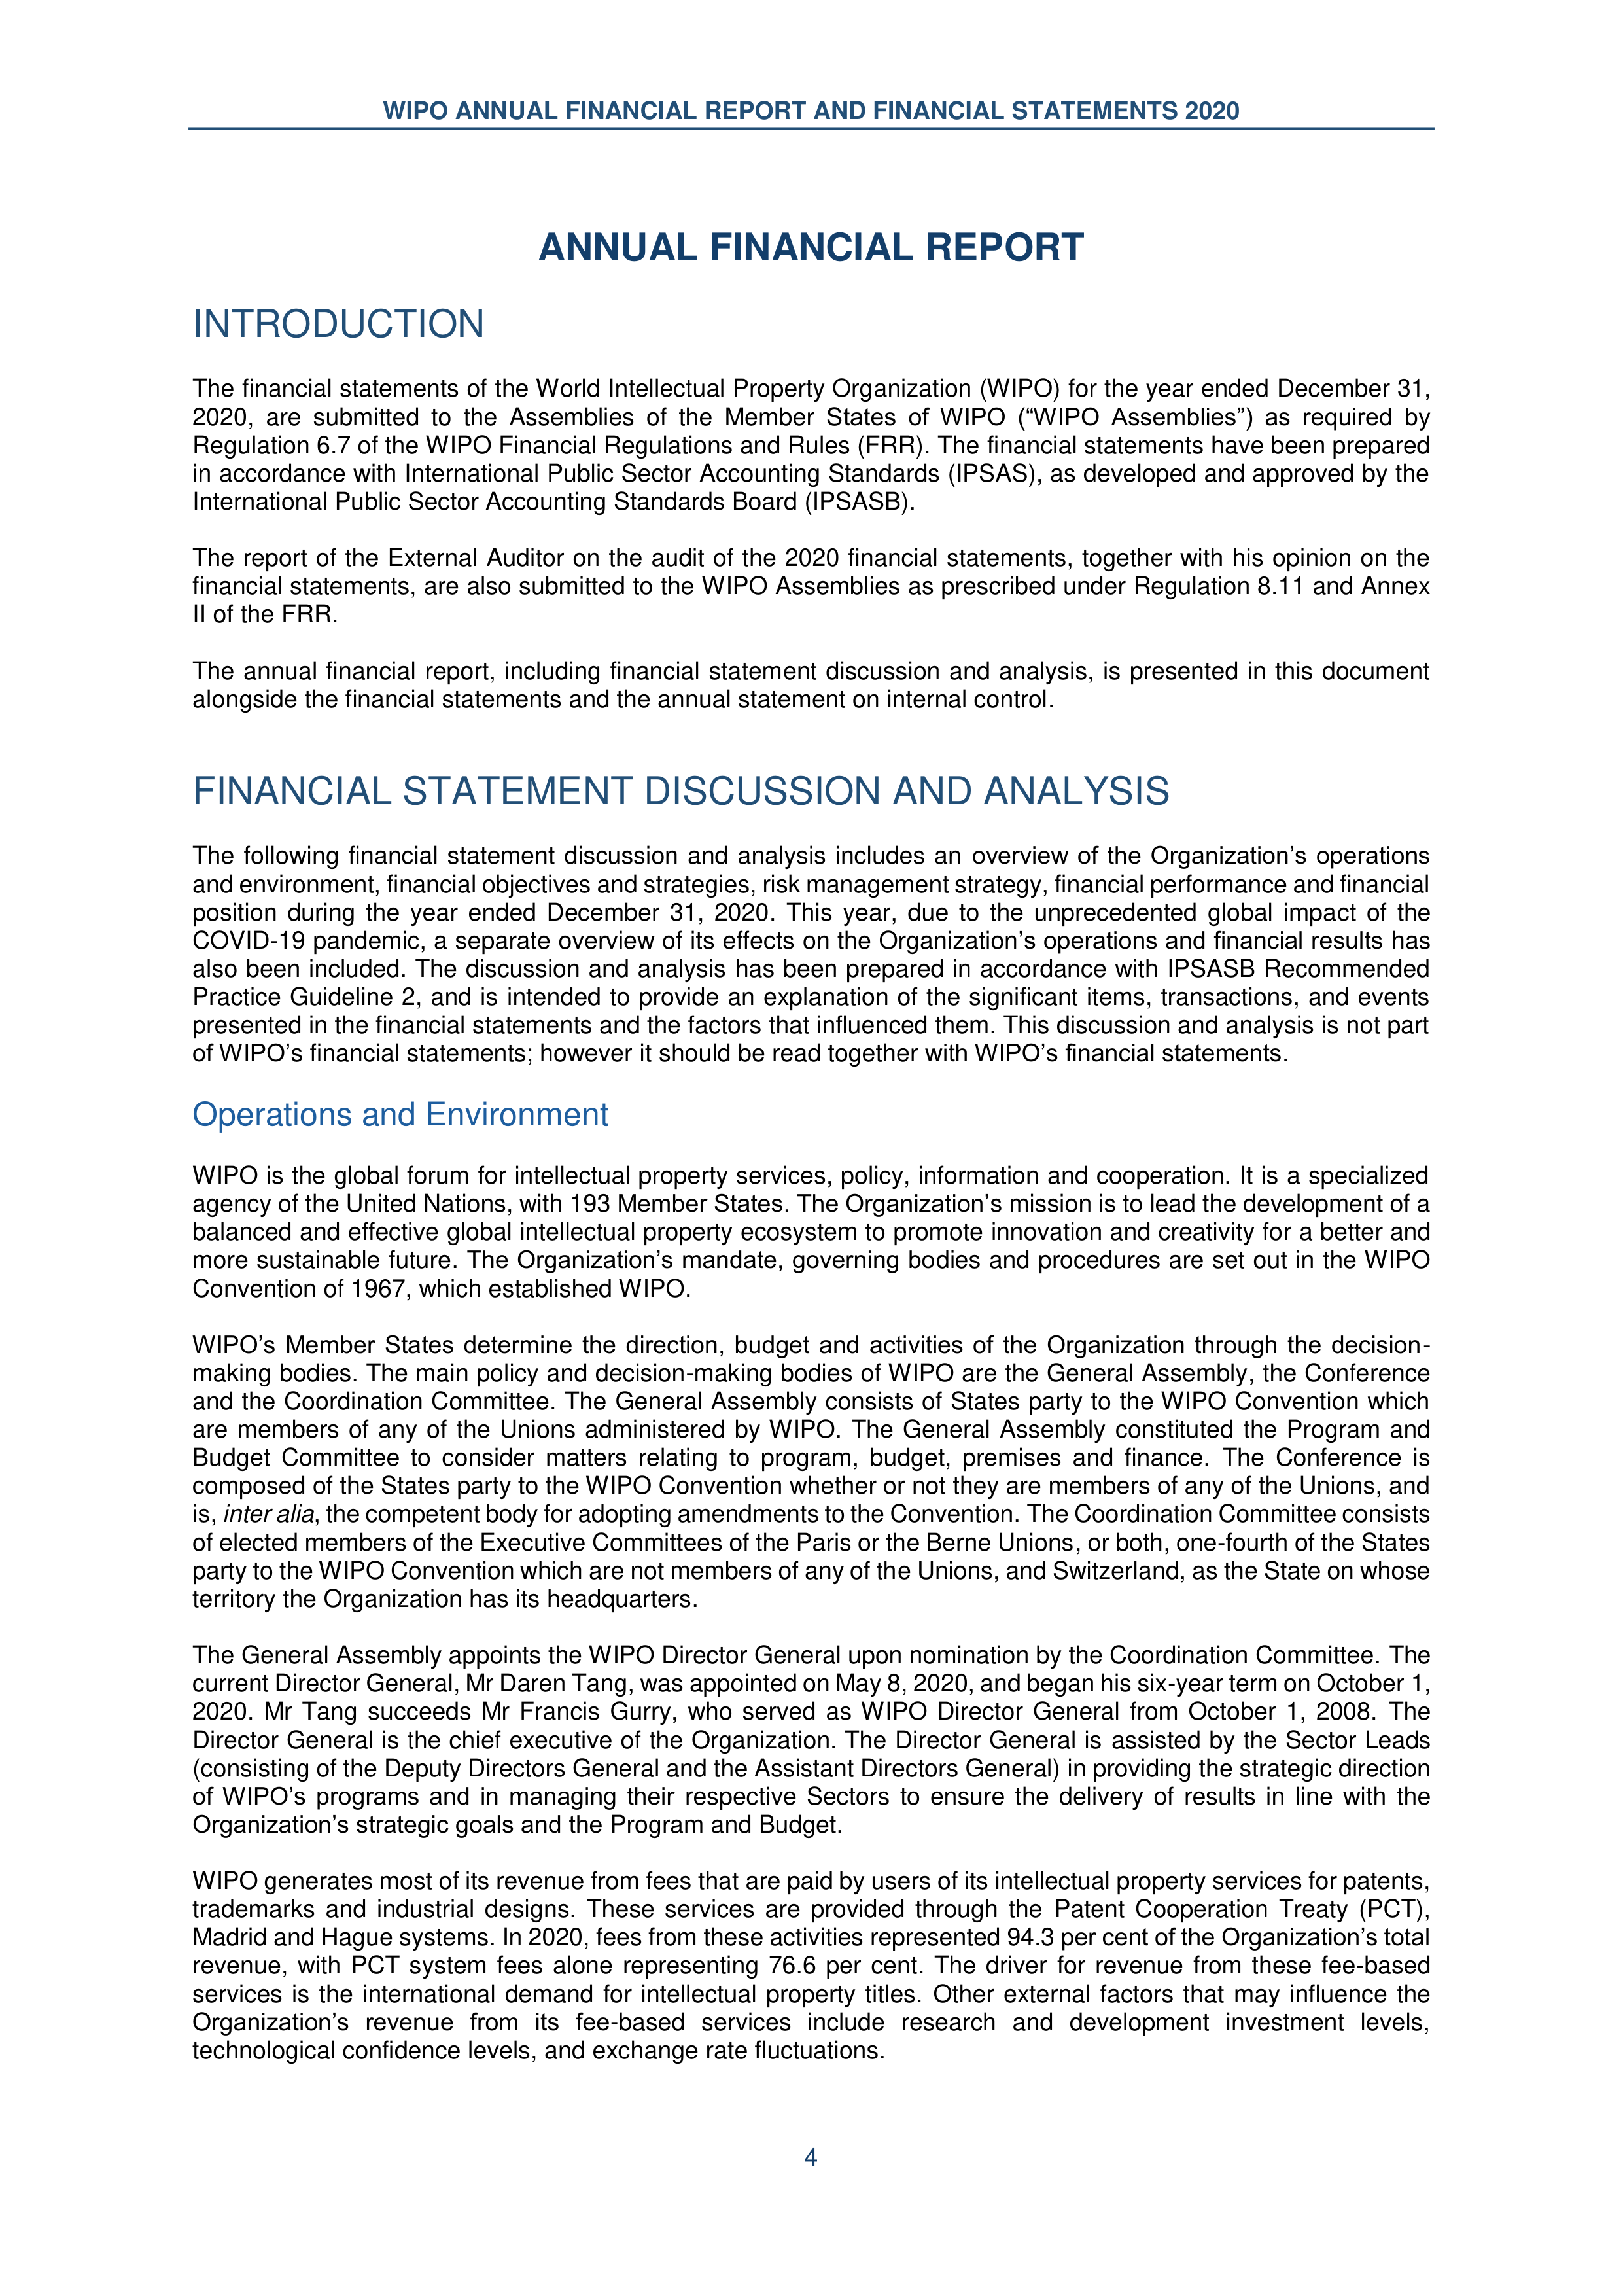 WIPO ANNUAL FINANCIAL REPORT AND FINANCIAL STATEMENTS 2020
ANNUAL FINANCIAL REPORT
INTRODUCTION
The financial statements of the World Intellectual Property Organization (WIPO) for the year ended December 31,
2020, are submitted to the Assemblies of the Member States of WIPO (“WIPO Assemblies”) as required by
Regulation 6.7 of the WIPO Financial Regulations and Rules (FRR). The financial statements have been prepared
in accordance with International Public Sector Accounting Standards (IPSAS), as developed and approved by the
International Public Sector Accounting Standards Board (IPSASB).
The report of the External Auditor on the audit of the 2020 financial statements, together with his opinion on the
financial statements, are also submitted to the WIPO Assemblies as prescribed under Regulation 8.11 and Annex
II of the FRR.
The annual financial report, including financial statement discussion and analysis, is presented in this document
alongside the financial statements and the annual statement on internal control.
FINANCIAL STATEMENT DISCUSSION AND ANALYSIS
The following financial statement discussion and analysis includes an overview of the Organization’s operations
and environment, financial objectives and strategies, risk management strategy, financial performance and financial
position during the year ended December 31, 2020. This year, due to the unprecedented global impact of the
COVID-19 pandemic, a separate overview of its effects on the Organization’s operations and financial results has
also been included. The discussion and analysis has been prepared in accordance with IPSASB Recommended
Practice Guideline 2, and is intended to provide an explanation of the significant items, transactions, and events
presented in the financial statements and the factors that influenced them. This discussion and analysis is not part
of WIPO’s financial statements; however it should be read together with WIPO’s financial statements.
Operations and Environment
WIPO is the global forum for intellectual property services, policy, information and cooperation. It is a specialized
agency of the United Nations, with 193 Member States. The Organization’s mission is to lead the development of a
balanced and effective global intellectual property ecosystem to promote innovation and creativity for a better and
more sustainable future. The Organization’s mandate, governing bodies and procedures are set out in the WIPO
Convention of 1967, which established WIPO.
WIPO’s Member States determine the direction, budget and activities of the Organization through the decision-
making bodies. The main policy and decision-making bodies of WIPO are the General Assembly, the Conference
and the Coordination Committee. The General Assembly consists of States party to the WIPO Convention which
are members of any of the Unions administered by WIPO. The General Assembly constituted the Program and
Budget Committee to consider matters relating to program, budget, premises and finance. The Conference is
composed of the States party to the WIPO Convention whether or not they are members of any of the Unions, and
is, inter alia, the competent body for adopting amendments to the Convention. The Coordination Committee consists
of elected members of the Executive Committees of the Paris or the Berne Unions, or both, one-fourth of the States
party to the WIPO Convention which are not members of any of the Unions, and Switzerland, as the State on whose
territory the Organization has its headquarters.
The General Assembly appoints the WIPO Director General upon nomination by the Coordination Committee. The
current Director General, Mr Daren Tang, was appointed on May 8, 2020, and began his six-year term on October 1,
2020. Mr Tang succeeds Mr Francis Gurry, who served as WIPO Director General from October 1, 2008. The
Director General is the chief executive of the Organization. The Director General is assisted by the Sector Leads
(consisting of the Deputy Directors General and the Assistant Directors General) in providing the strategic direction
of WIPO’s programs and in managing their respective Sectors to ensure the delivery of results in line with the
Organization’s strategic goals and the Program and Budget.
WIPO generates most of its revenue from fees that are paid by users of its intellectual property services for patents,
trademarks and industrial designs. These services are provided through the Patent Cooperation Treaty (PCT),
Madrid and Hague systems. In 2020, fees from these activities represented 94.3 per cent of the Organization’s total
revenue, with PCT system fees alone representing 76.6 per cent. The driver for revenue from these fee-based
services is the international demand for intellectual property titles. Other external factors that may influence the
Organization’s revenue from its fee-based services include research and development investment levels,
technological confidence levels, and exchange rate fluctuations.
4